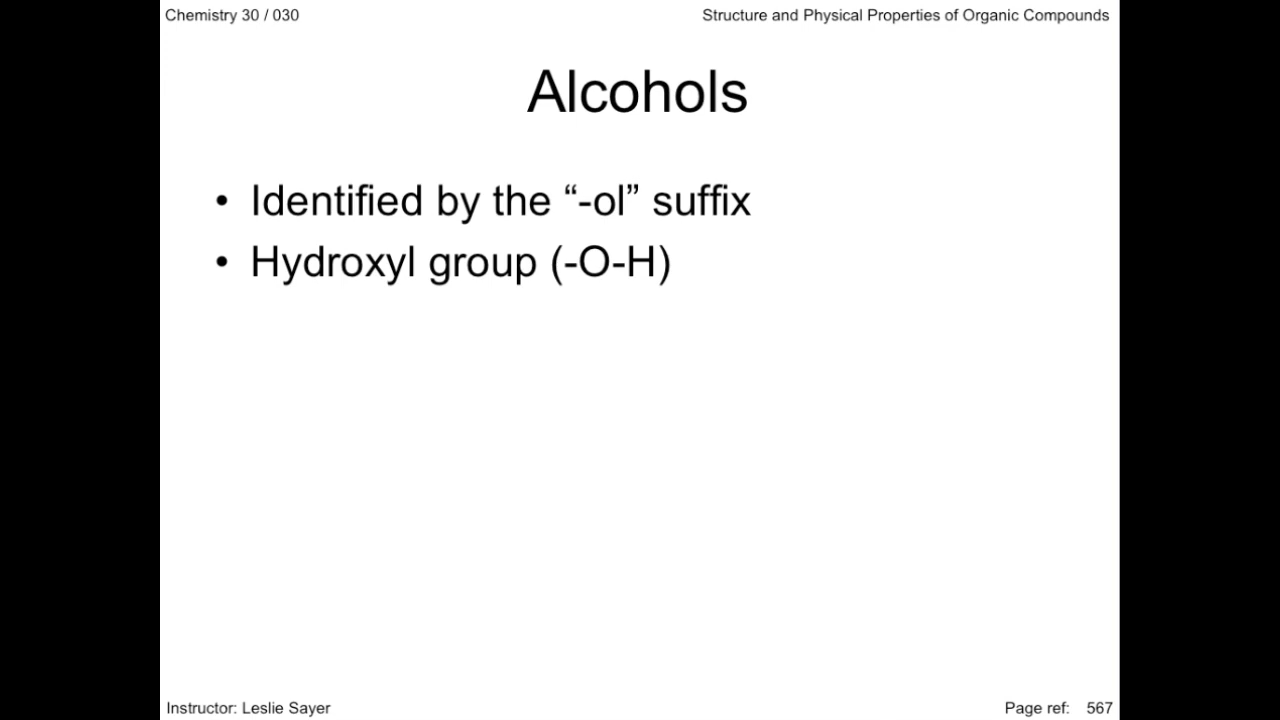 Chemistry 30 / 030
Structure and Physical Properties of Organic Compounds
Alcohols
• Identified by the “-ol” suffix
• Hydroxyl group (-O-H)
Instructor: Leslie Sayer
Page ref: 567